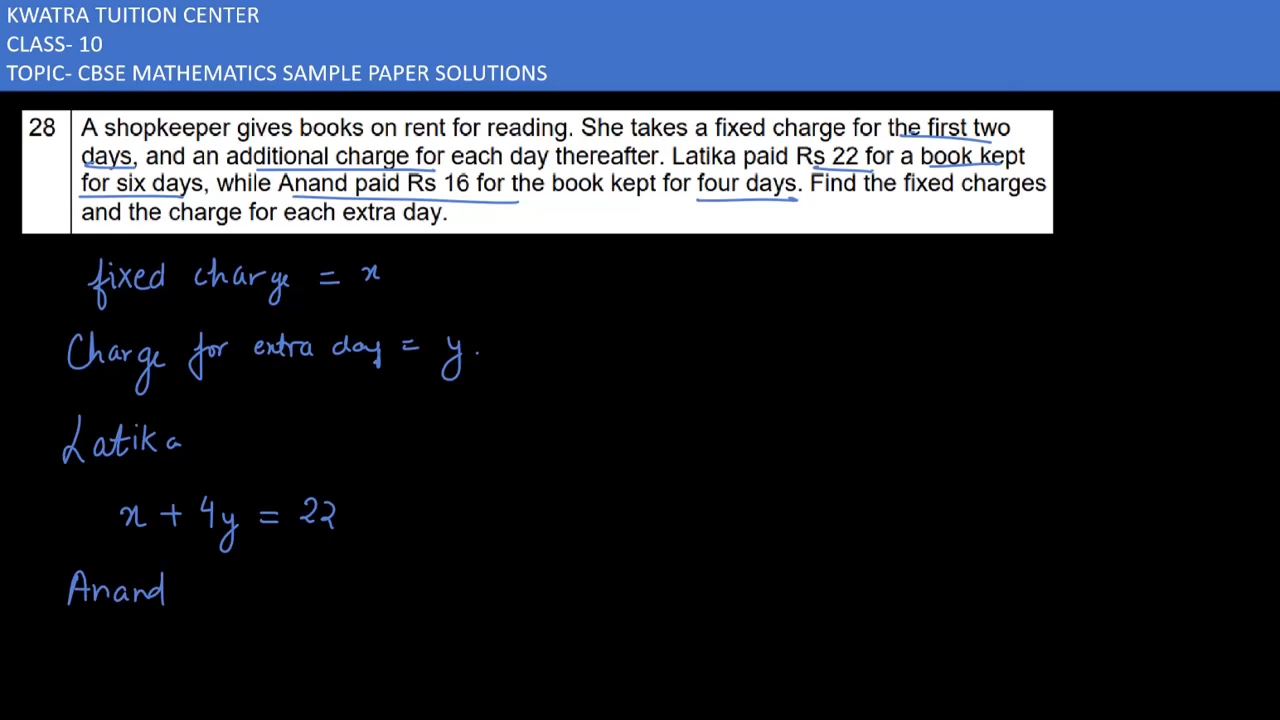 KWATRA TUITION CENTER
CLASS- 10
TOPIC- CBSE MATHEMATICS SAMPLE PAPER SOLUTIONS
28 A shopkeeper gives books on rent for reading. She takes a fixed charge for the first two
days, and an additional charge for each day thereafter. Latika paid Rs 22 for a book kept
for six days, while Anand paid Rs 16 for the book kept for four days. Find the fixed charges
and the charge for each extra day.
fixed charge = x
Charge for extra day = y.
Latika
x + 4y = 22
Anand